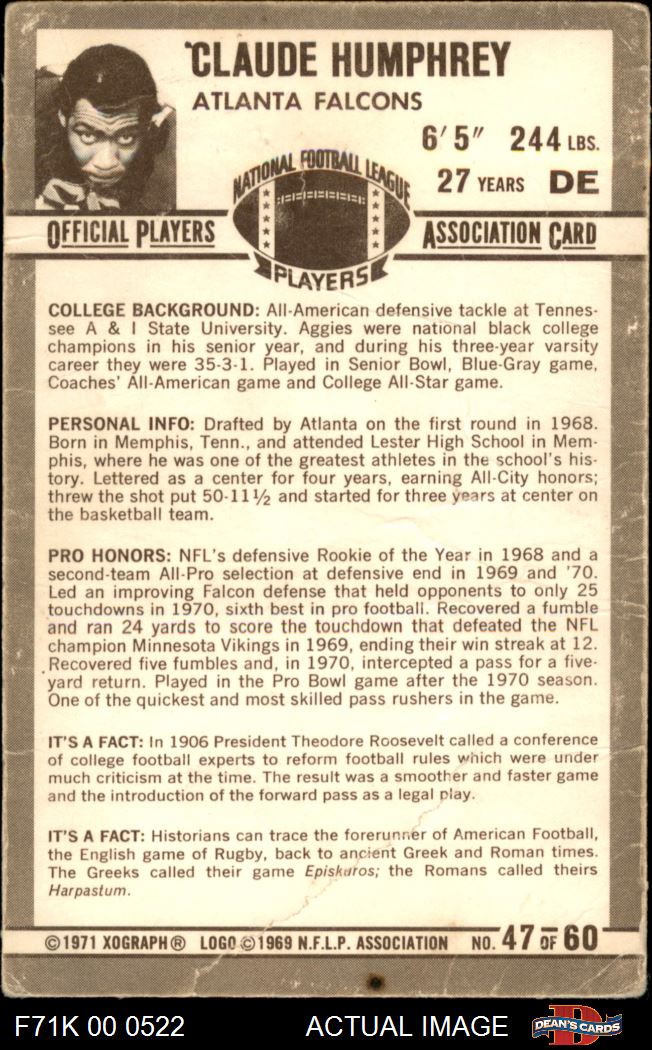 CLAUDE HUMPHREY
ATLANTA FALCONS
6' 5" 244 LBS.
27 YEARS DE
NATIONAL FOOTBALL LEAGUE
PLAYERS
OFFICIAL PLAYERS ASSOCIATION CARD
COLLEGE BACKGROUND: All-American defensive tackle at Tennes-
see A & I State University. Aggies were national black college
champions in his senior year, and during his three-year varsity
career they were 35-3-1. Played in Senior Bowl, Blue-Gray game,
Coaches' All-American game and College All-Star game.
PERSONAL INFO: Drafted by Atlanta on the first round in 1968.
Born in Memphis, Tenn., and attended Lester High School in Mem-
phis, where he was one of the greatest athletes in the school's his-
tory. Lettered as a center for four years, earning All-City honors;
threw the shot put 50-11½ and started for three years at center on
the basketball team.
PRO HONORS: NFL's defensive Rookie of the Year in 1968 and a
second-team All-Pro selection at defensive end in 1969 and '70.
Led an improving Falcon defense that held opponents to only 25
touchdowns in 1970, sixth best in pro football. Recovered a fumble
and ran 24 yards to score the touchdown that defeated the NFL
champion Minnesota Vikings in 1969, ending their win streak at 12.
Recovered five fumbles and, in 1970, intercepted a pass for a five-
yard return. Played in the Pro Bowl game after the 1970 season.
One of the quickest and most skilled pass rushers in the game.
IT'S A FACT: In 1906 President Theodore Roosevelt called a conference
of college football experts to reform football rules which were under
much criticism at the time. The result was a smoother and faster game
and the introduction of the forward pass as a legal play.
IT'S A FACT: Historians can trace the forerunner of American Football,
the English game of Rugby, back to ancient Greek and Roman times.
The Greeks called their game Episkuros; the Romans called theirs
Harpastum.
©1971 XOGRAPH® LOGO ©1969 N.F.L.P. ASSOCIATION NO. 47 OF 60
F71K 00 0522 ACTUAL IMAGE D DEAN'S CARDS